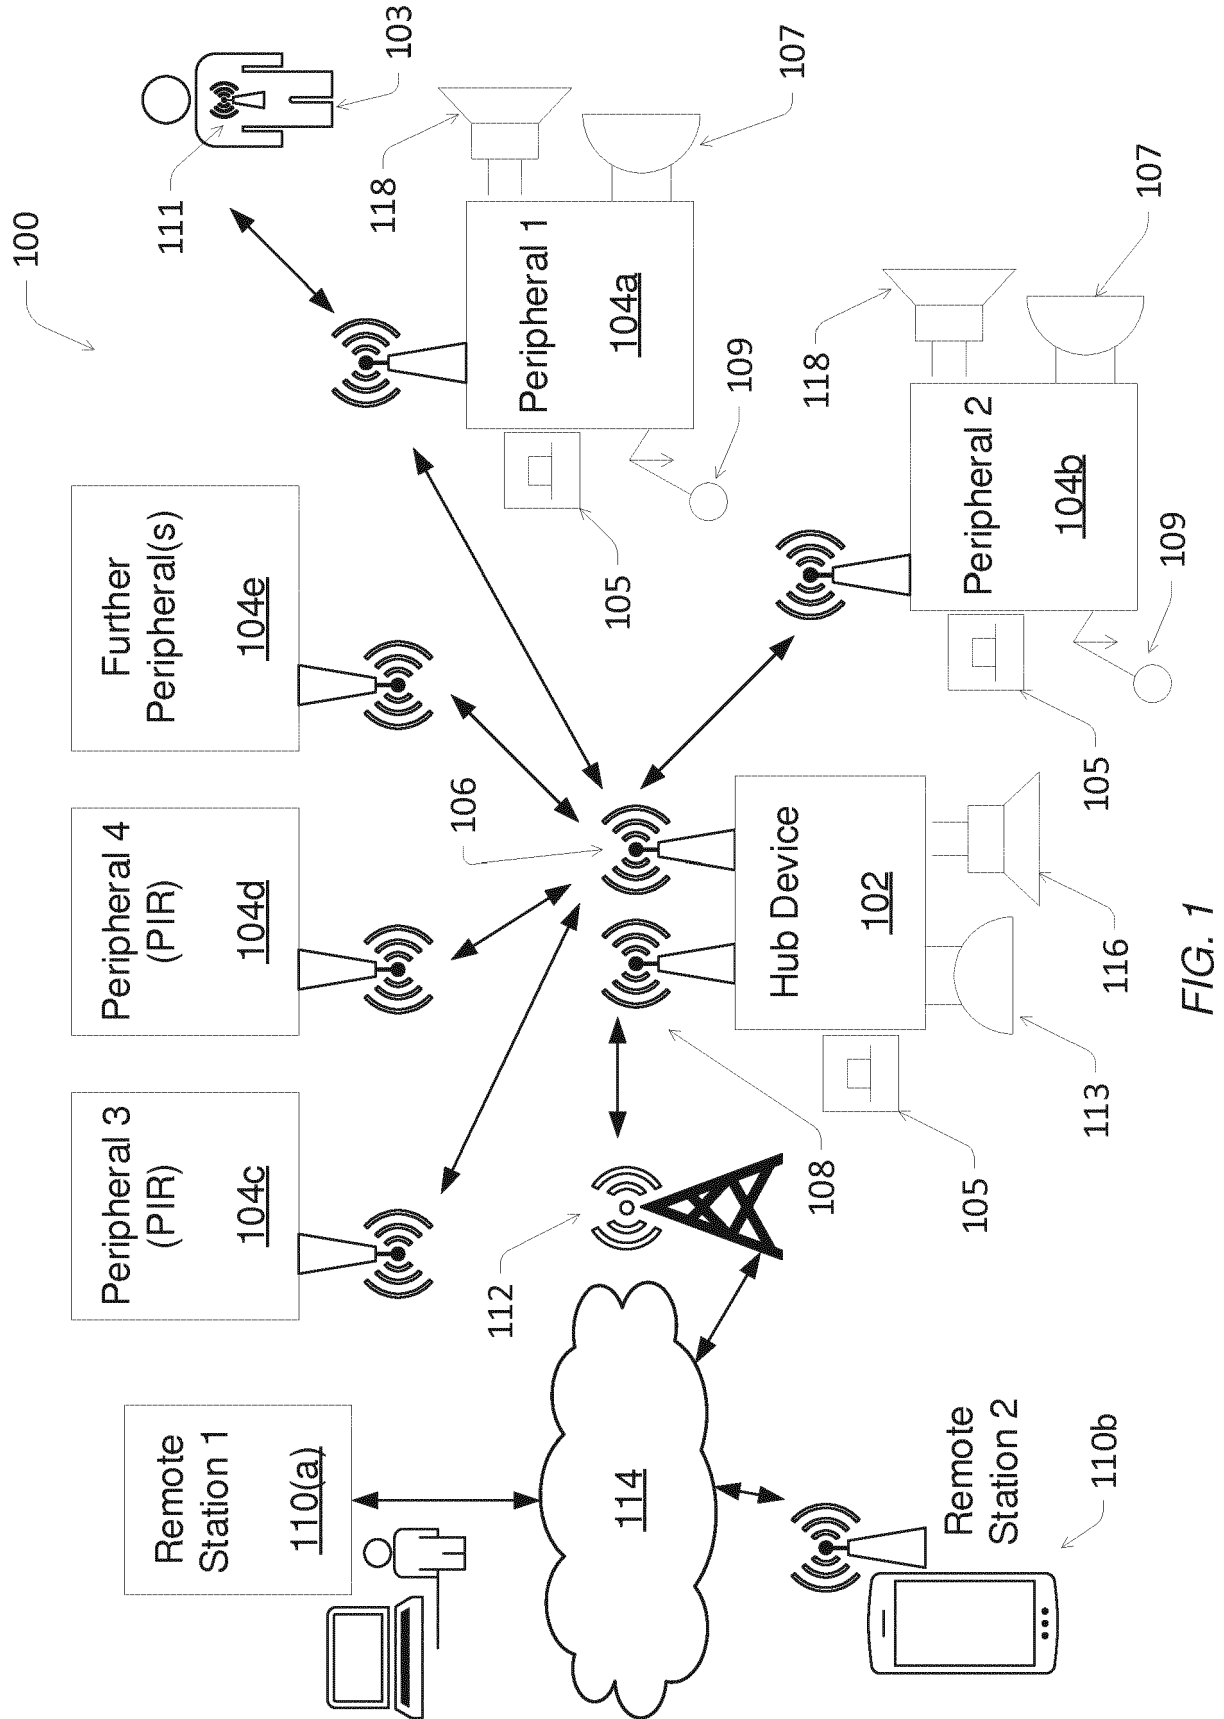 100
Remote
Station 1
110(a)
Peripheral 3
(PIR)
104c
Peripheral 4
(PIR)
104d
Further
Peripheral(s)
104e
111
103
114
112
106
108
118
Peripheral 1
104a
107
105
109
Remote
Station 2
110b
Hub Device
102
105
113
116
118
Peripheral 2
104b
107
105
109
FIG. 1